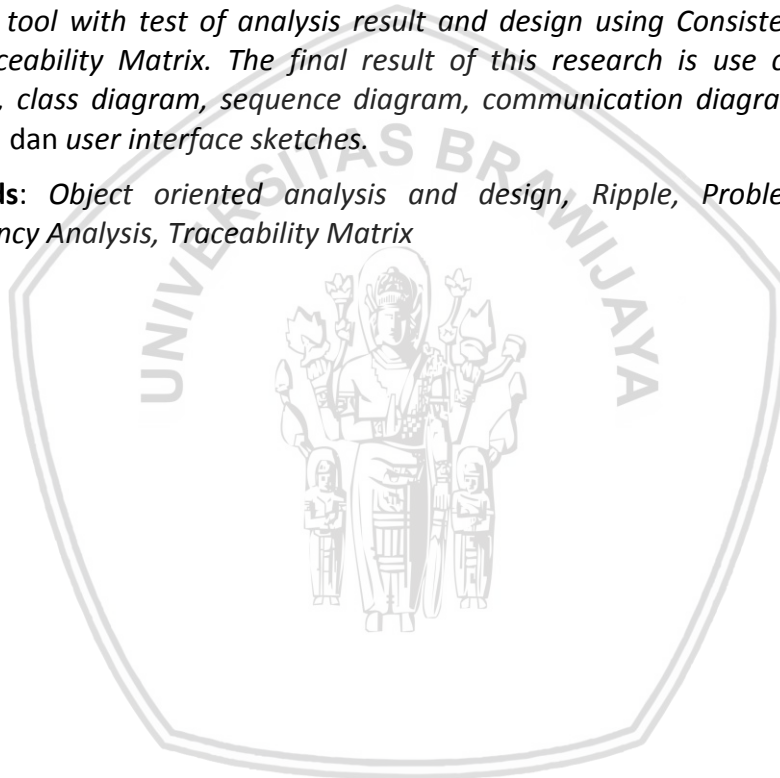 tool with test of analysis result and design using Consiste
ceability Matrix. The final result of this research is use c
, class diagram, sequence diagram, communication diagra
dan user interface sketches.
ds: Object oriented analysis and design, Ripple, Proble
ncy Analysis, Traceability Matrix
UNIVERSITAS BRAWIJAYA